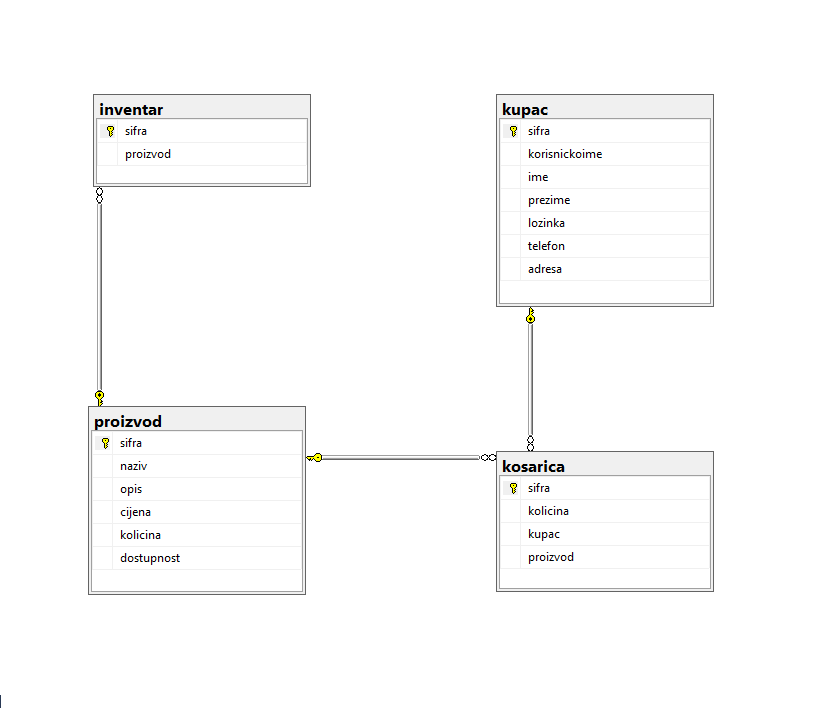 inventar
sifra
proizvod
kupac
sifra
korisnickoime
ime
prezime
lozinka
telefon
adresa
proizvod
sifra
naziv
opis
cijena
kolicina
dostupnost
kosarica
sifra
kolicina
kupac
proizvod